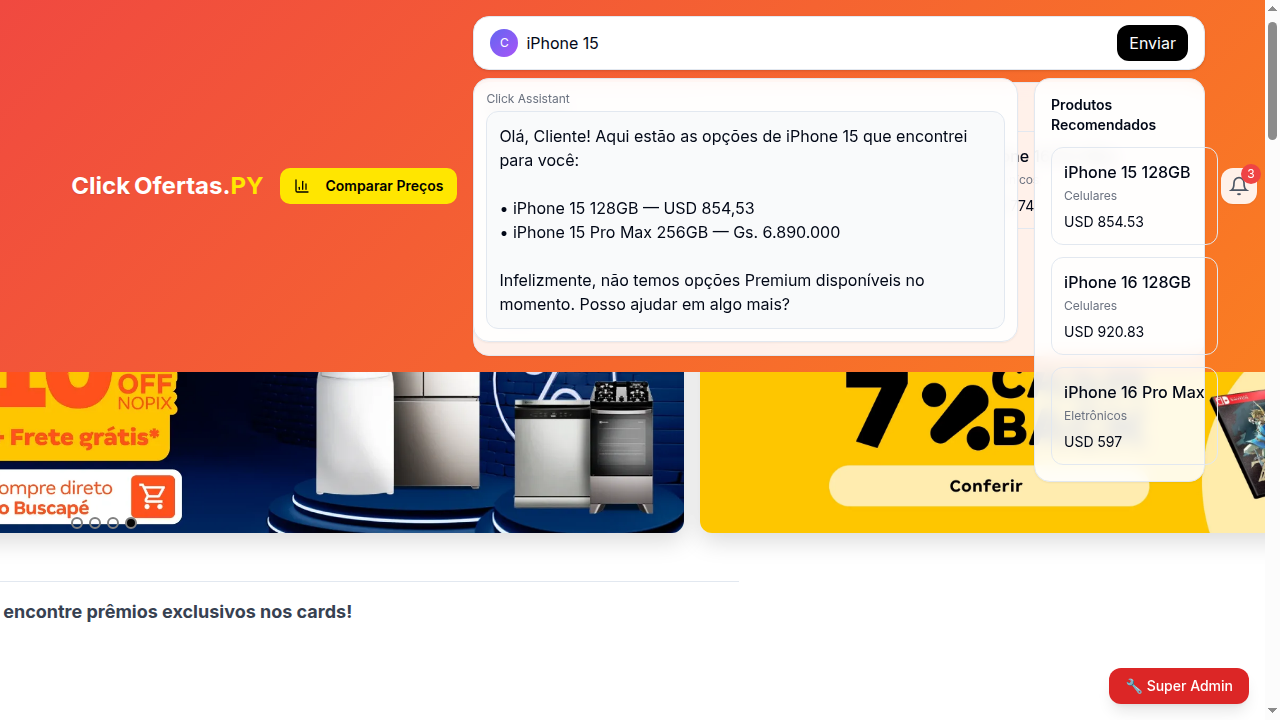 C iPhone 15 Enviar
Click Assistant
Olá, Cliente! Aqui estão as opções de iPhone 15 que encontrei
para você:
• iPhone 15 128GB — USD 854,53
• iPhone 15 Pro Max 256GB — Gs. 6.890.000
Infelizmente, não temos opções Premium disponíveis no
momento. Posso ajudar em algo mais?
Produtos
Recomendados
iPhone 15 128GB
Celulares
USD 854.53
iPhone 16 128GB
Celulares
USD 920.83
iPhone 16 Pro Max
Eletrônicos
USD 597
Click Ofertas.PY
Comparar Preços
3
10 OFF
NOPIX
+ Frete grátis*
ompre direto
o Buscapé
7%
Conferir
encontre prêmios exclusivos nos cards!
🔧 Super Admin